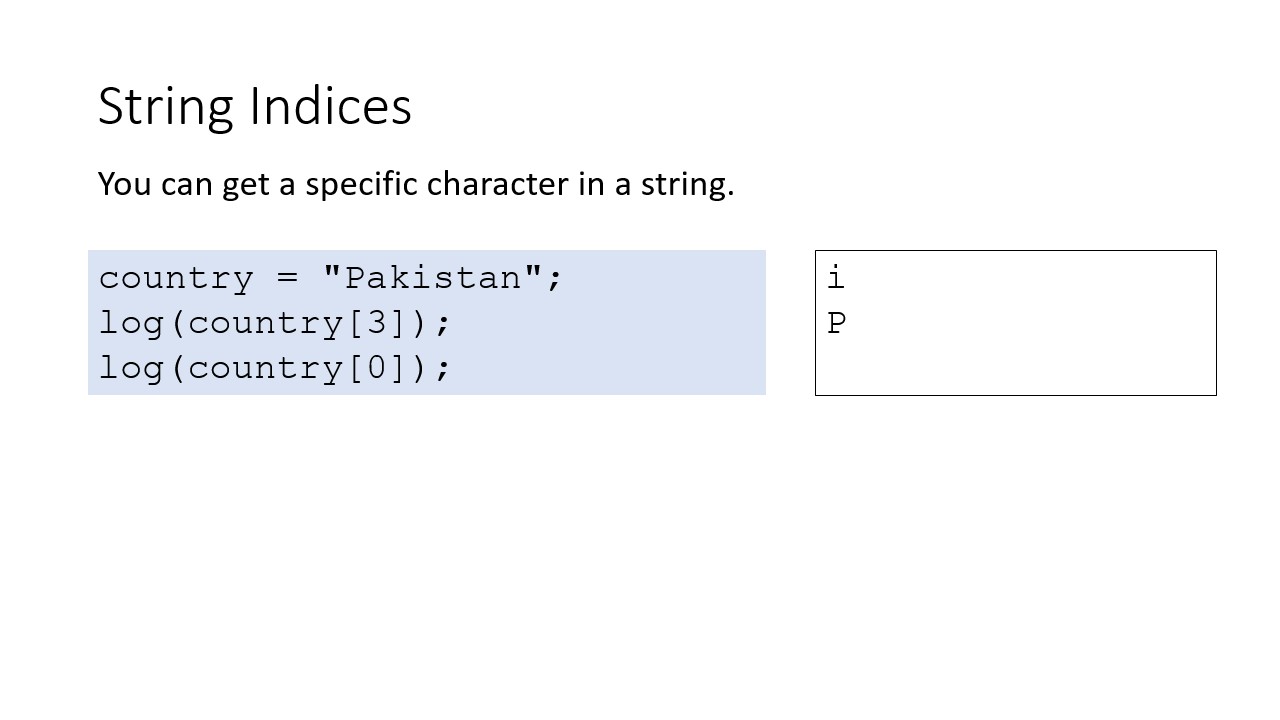 String Indices
You can get a specific character in a string.
country = "Pakistan";
log(country[3]);
log(country[0]);
i
P